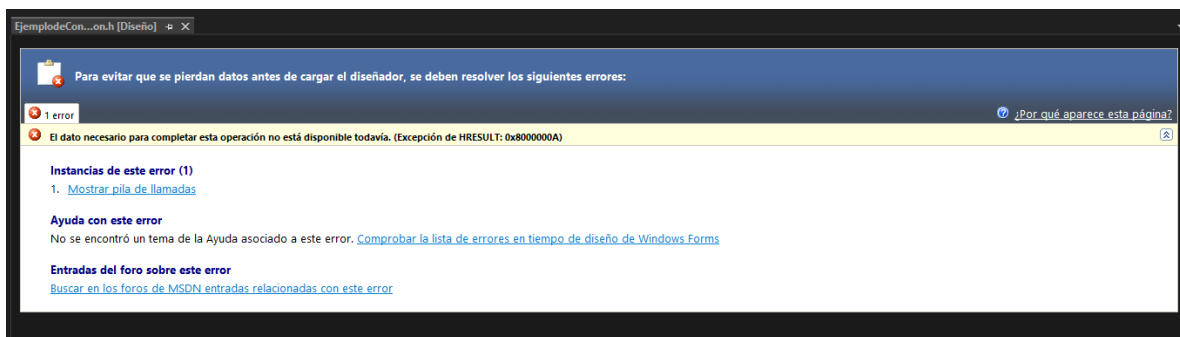 EjemplodeCon...on.h [Diseño]
Para evitar que se pierdan datos antes de cargar el diseñador, se deben resolver los siguientes errores:
1 error
¿Por qué aparece esta página?
El dato necesario para completar esta operación no está disponible todavía. (Excepción de HRESULT: 0x8000000A)
Instancias de este error (1)
1. Mostrar pila de llamadas
Ayuda con este error
No se encontró un tema de la Ayuda asociado a este error. Comprobar la lista de errores en tiempo de diseño de Windows Forms
Entradas del foro sobre este error
Buscar en los foros de MSDN entradas relacionadas con este error